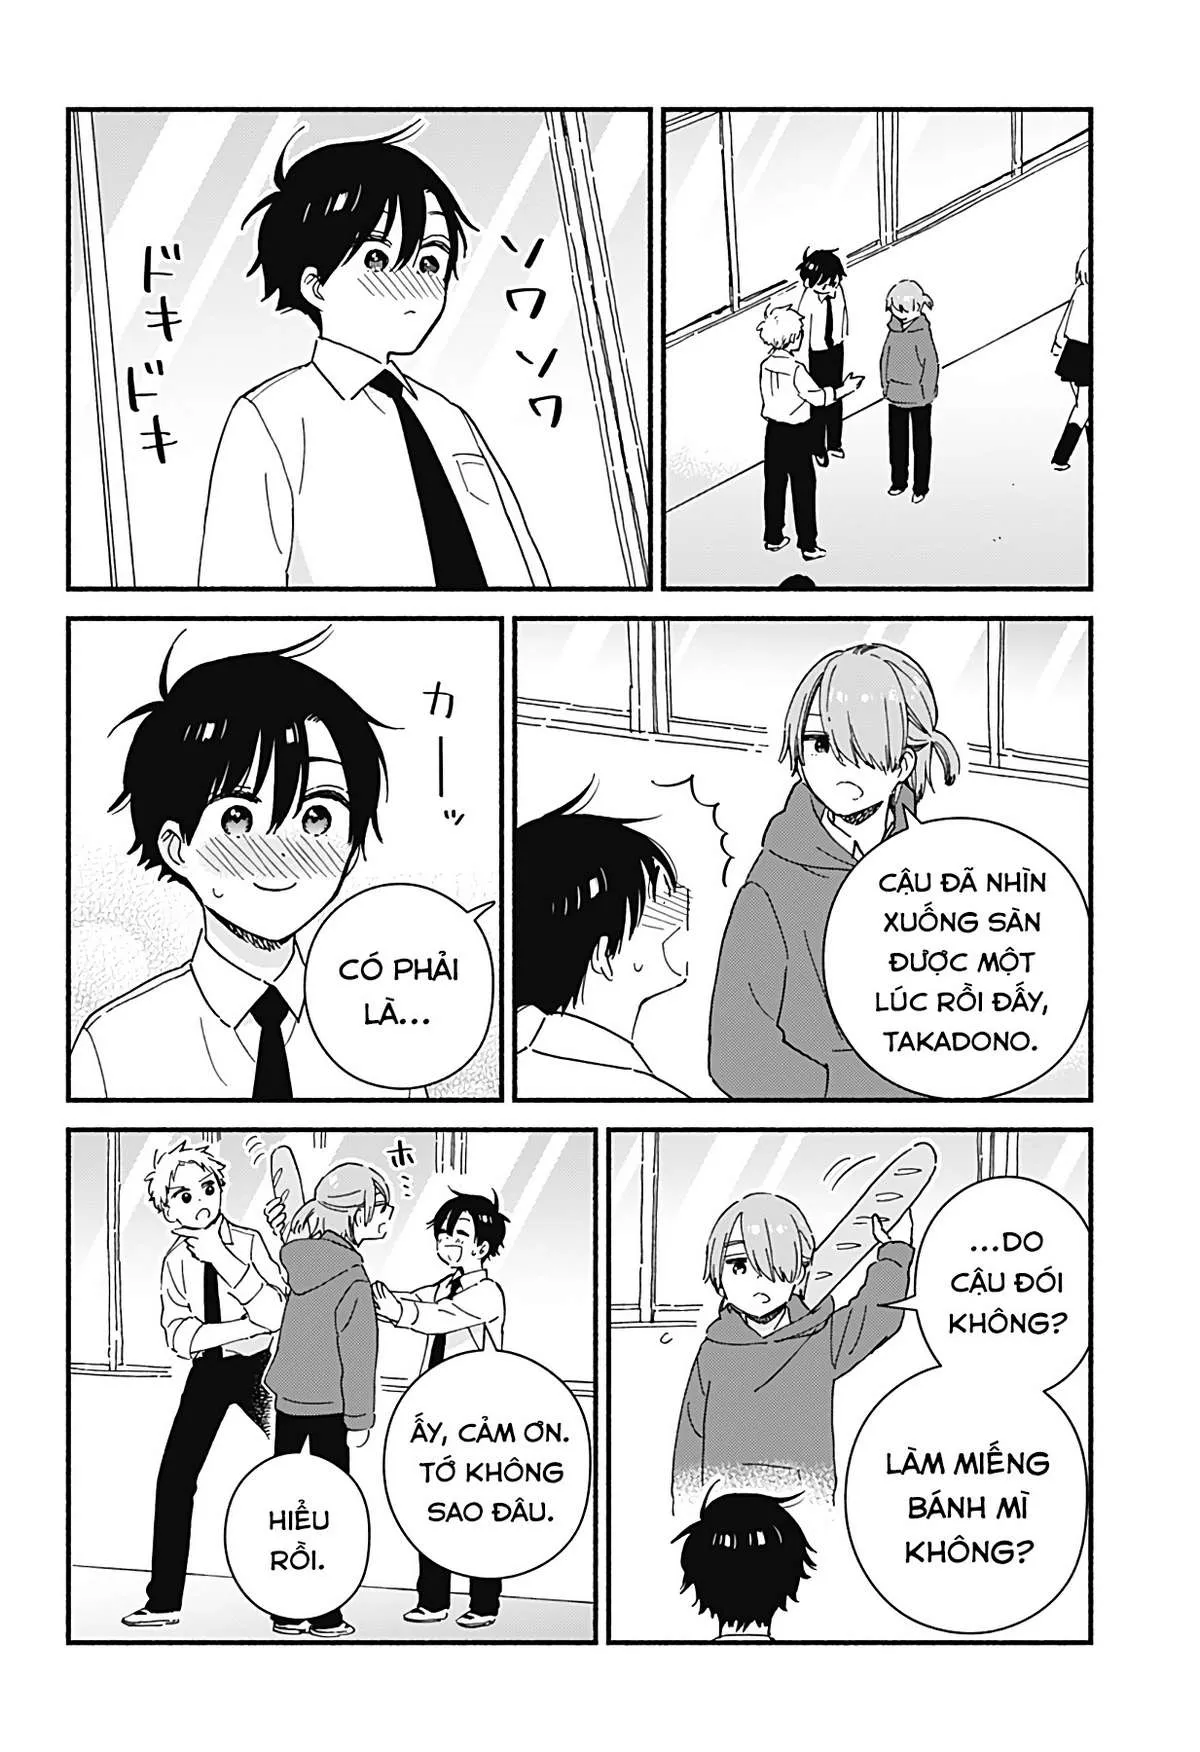 ソワソワ
ドキドキ
CẬU ĐÃ NHÌN
XUỐNG SÀN
ĐƯỢC MỘT
LÚC RỒI ĐẤY,
TAKADONO.
カーッ
CÓ PHẢI
LÀ...
...DO
CẬU ĐÓI
KHÔNG?
LÀM MIẾNG
BÁNH MÌ
KHÔNG?
ホ
ẤY, CẢM ƠN.
TỚ KHÔNG
SAO ĐÂU.
HIỂU
RỒI.